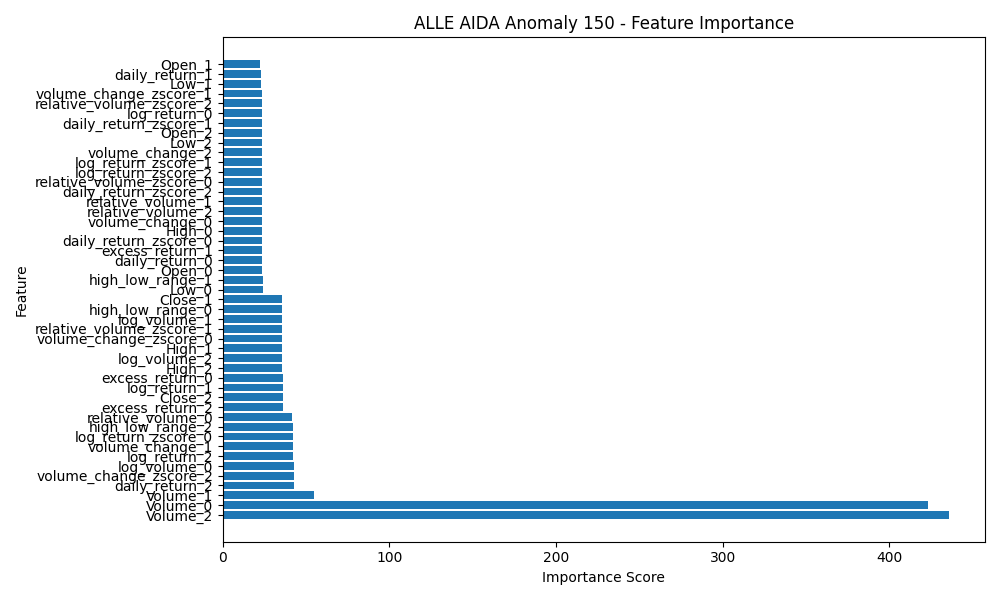 ALLE AIDA Anomaly 150 - Feature Importance
Feature
Open_1
daily_return_1
Low_1
volume_change_zscore_1
relative_volume_zscore_2
log_return_0
daily_return_zscore_1
Open_2
Low_2
volume_change_2
log_return_zscore_1
log_return_zscore_2
relative_volume_zscore_0
daily_return_zscore_2
relative_volume_1
relative_volume_2
volume_change_0
High_0
daily_return_zscore_0
excess_return_1
daily_return_0
Open_0
high_low_range_1
Low_0
Close_1
high_low_range_0
log_volume_1
relative_volume_zscore_1
volume_change_zscore_0
High_1
log_volume_2
High_2
excess_return_0
log_return_1
Close_2
excess_return_2
relative_volume_0
high_low_range_2
log_return_zscore_0
volume_change_1
log_return_2
log_volume_0
volume_change_zscore_2
daily_return_2
Volume_1
Volume_0
Volume_2
0 100 200 300 400
Importance Score